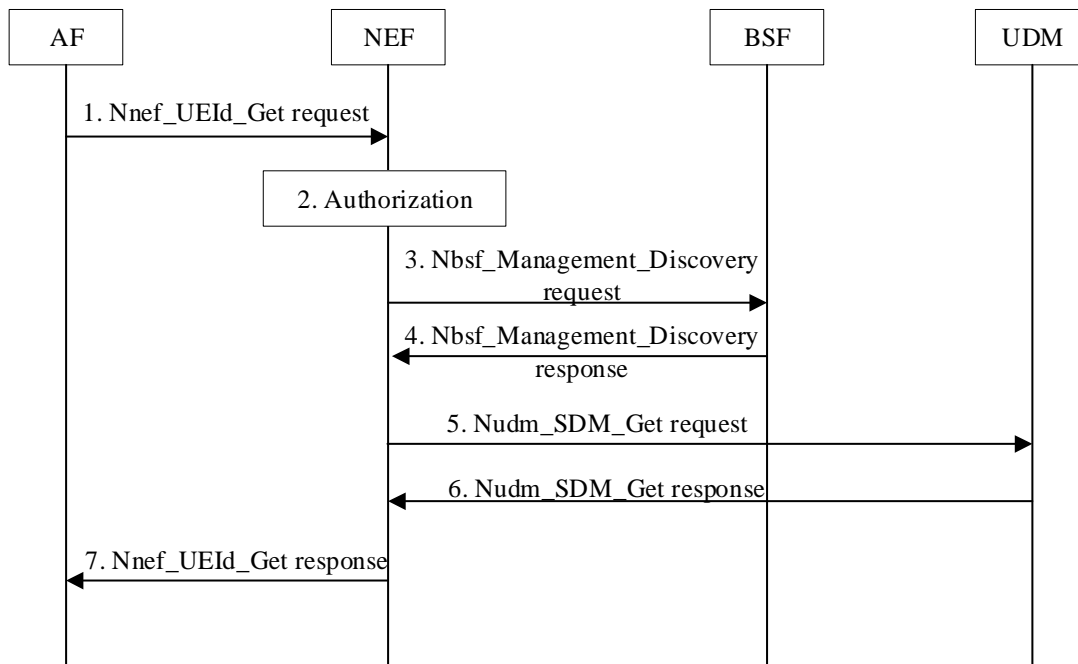 AF
NEF
BSF
UDM
1. Nnef_UEId_Get request
2. Authorization
3. Nbsf_Management_Discovery
request
4. Nbsf_Management_Discovery
response
5. Nudm_SDM_Get request
6. Nudm_SDM_Get response
7. Nnef_UEId_Get response